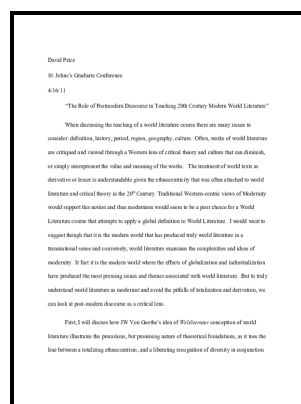 David Price
St. John's Graduate Conference
4/16/11
"The Role of Postmodern Discourse in Teaching 20th Century Modern World Literature"
When discussing the teaching of a world literature course there are many issues to
consider: definition, history, period, region, geography, culture. Often, works of world literature
are critiqued and viewed through a Western lens of critical theory and culture that can diminish,
or simply misrepresent the value and meaning of the works. The treatment of world texts as
derivative or lesser is understandable given the ethnocentricity that was often attached to world
literature and critical theory in the 20th Century. Traditional Western-centric views of Modernity
would support this notion and thus modernism would seem to be a poor choice for a World
Literature course that attempts to apply a global definition to World Literature. I would want to
suggest though that it is the modern world that has produced truly world literature in a
transnational sense and conversely, world literature examines the complexities and ideas of
modernity. It fact it is the modern world where the effects of globalization and industrialization
have produced the most pressing issues and themes associated with world literature. But to truly
understand world literature as modernist and avoid the pitfalls of totalization and derivation, we
can look at post-modern discourse as a critical lens.
First, I will discuss how JW Von Goethe's idea of Weltliteratur conception of world
literature illustrates the precarious, but promising nature of theoretical foundations, as it toes the
line between a totalizing ethnocentrism, and a liberating recognition of diversity in conjunction